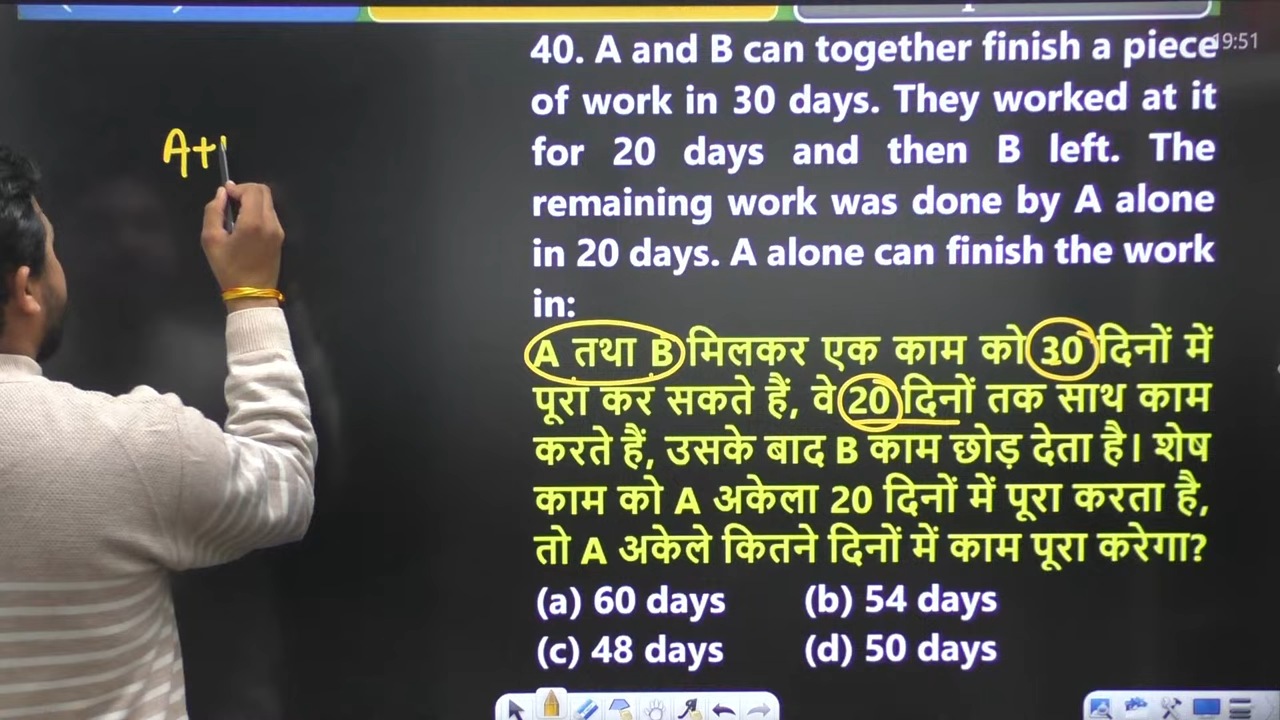 40. A and B can together finish a piece
19:51
of work in 30 days. They worked at it
for 20 days and then B left. The
remaining work was done by A alone
in 20 days. A alone can finish the work
in:
A तथा B मिलकर एक काम को 30 दिनों में
पूरा कर सकते हैं, वे 20 दिनों तक साथ काम
करते हैं, उसके बाद B काम छोड़ देता है। शेष
काम को A अकेला 20 दिनों में पूरा करता है,
तो A अकेले कितने दिनों में काम पूरा करेगा?
(a) 60 days (b) 54 days
(c) 48 days (d) 50 days
A+